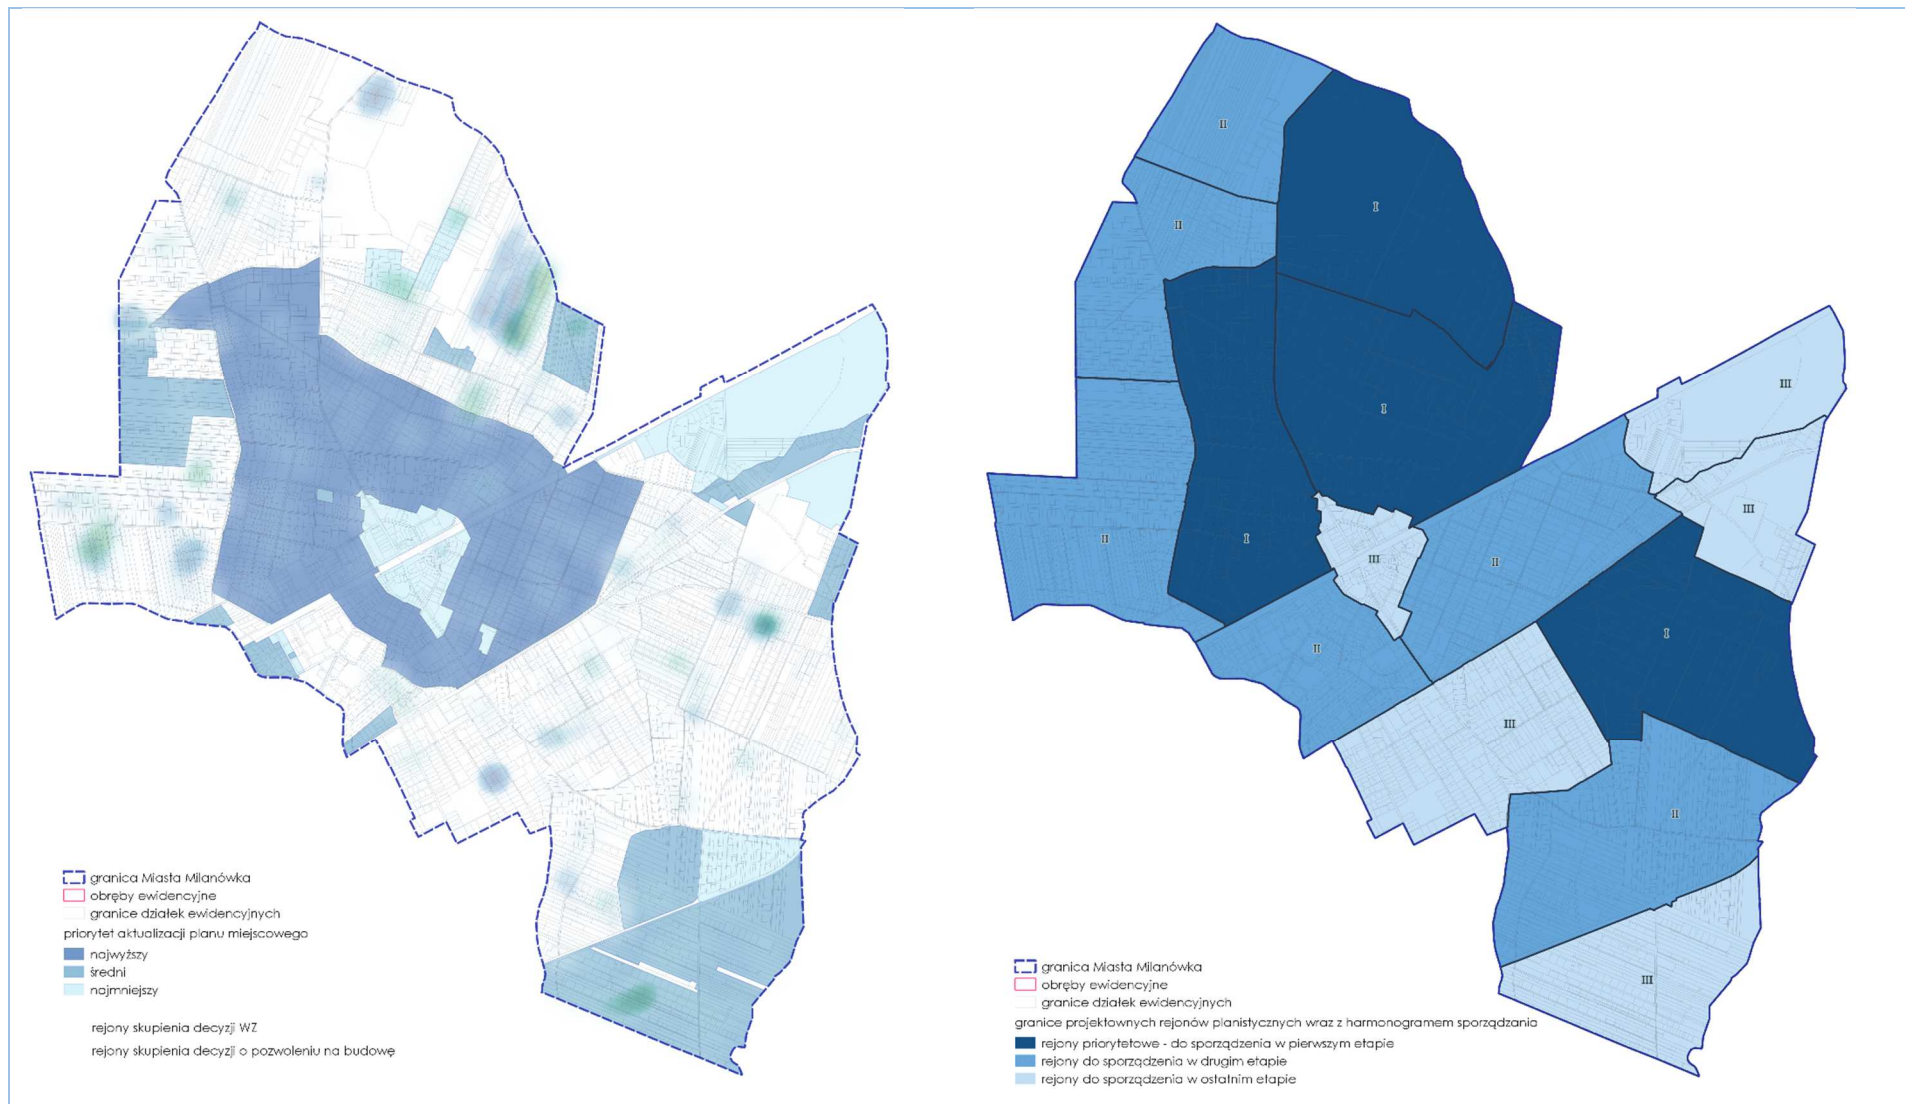 granica Miasta Milanówka
obręby ewidencyjne
granice działek ewidencyjnych
priorytet aktualizacji planu miejscowego
najwyższy
średni
najmniejszy
rejony skupienia decyzji WZ
rejony skupienia decyzji o pozwoleniu na budowę
II
I
II
I
III
III
II
I
III
II
I
II
III
II
III
granica Miasta Milanówka
obręby ewidencyjne
granice działek ewidencyjnych
granice projektownych rejonów planistycznych wraz z harmonogramem sporządzania
rejony priorytetowe - do sporządzenia w pierwszym etapie
rejony do sporządzenia w drugim etapie
rejony do sporządzenia w ostatnim etapie